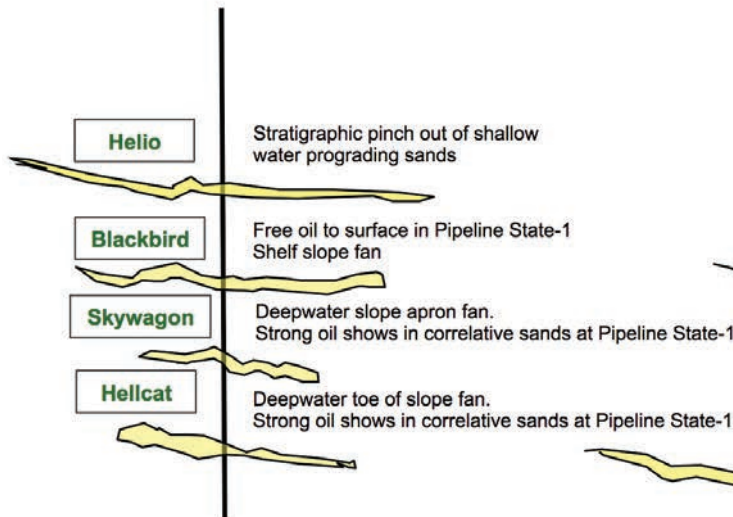 Helio
Stratigraphic pinch out of shallow
water prograding sands
Blackbird
Free oil to surface in Pipeline State-1
Shelf slope fan
Skywagon
Deepwater slope apron fan.
Strong oil shows in correlative sands at Pipeline State-1
Hellcat
Deepwater toe of slope fan.
Strong oil shows in correlative sands at Pipeline State-1